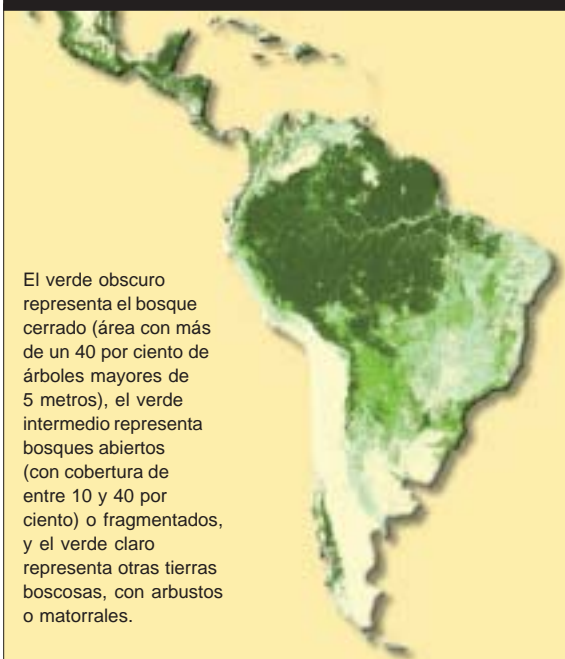 El verde obscuro
representa el bosque
cerrado (área con más
de un 40 por ciento de
árboles mayores de
5 metros), el verde
intermedio representa
bosques abiertos
(con cobertura de
entre 10 y 40 por
ciento) o fragmentados,
y el verde claro
representa otras tierras
boscosas, con arbustos
o matorrales.